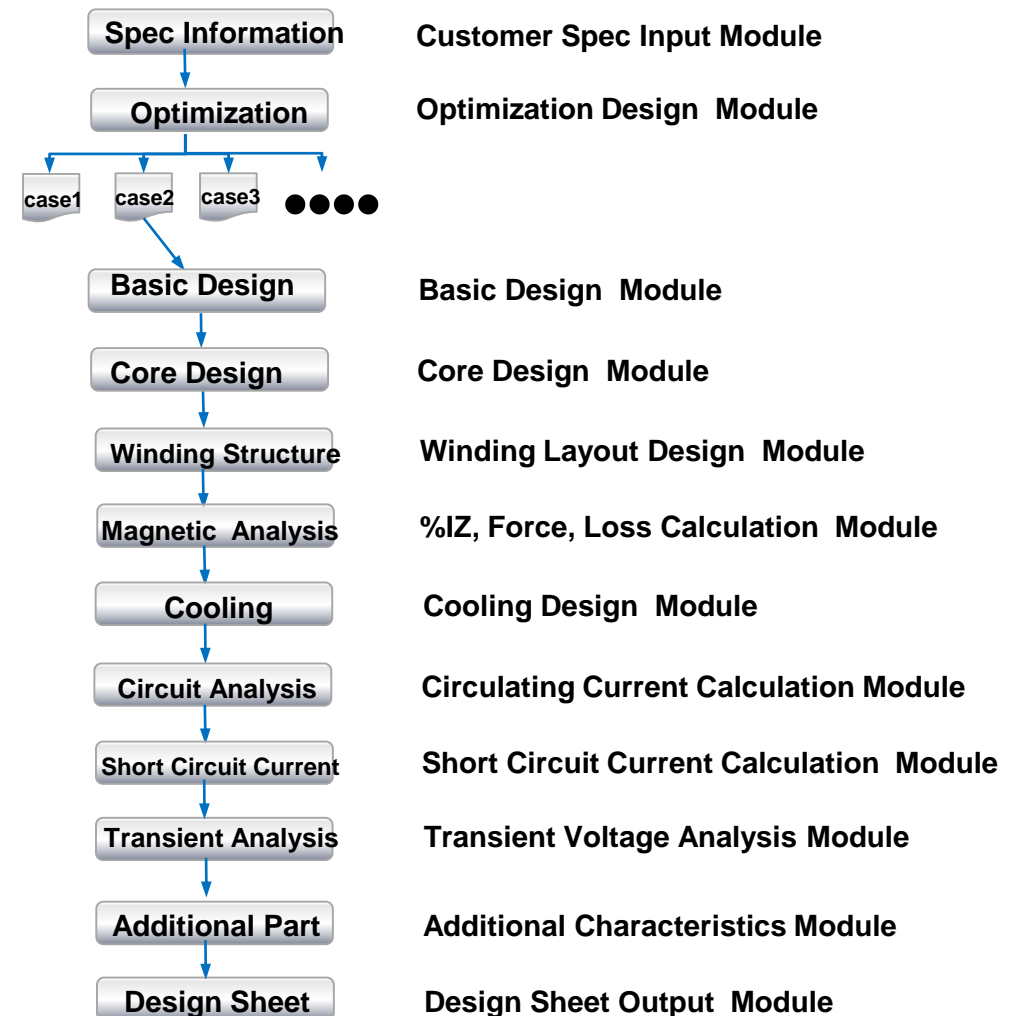 Spec Information
Customer Spec Input Module
Optimization
Optimization Design Module
case1
case2
case3
●●●●
Basic Design
Basic Design Module
Core Design
Core Design Module
Winding Structure
Winding Layout Design Module
Magnetic Analysis
%IZ, Force, Loss Calculation Module
Cooling
Cooling Design Module
Circuit Analysis
Circulating Current Calculation Module
Short Circuit Current
Short Circuit Current Calculation Module
Transient Analysis
Transient Voltage Analysis Module
Additional Part
Additional Characteristics Module
Design Sheet
Design Sheet Output Module